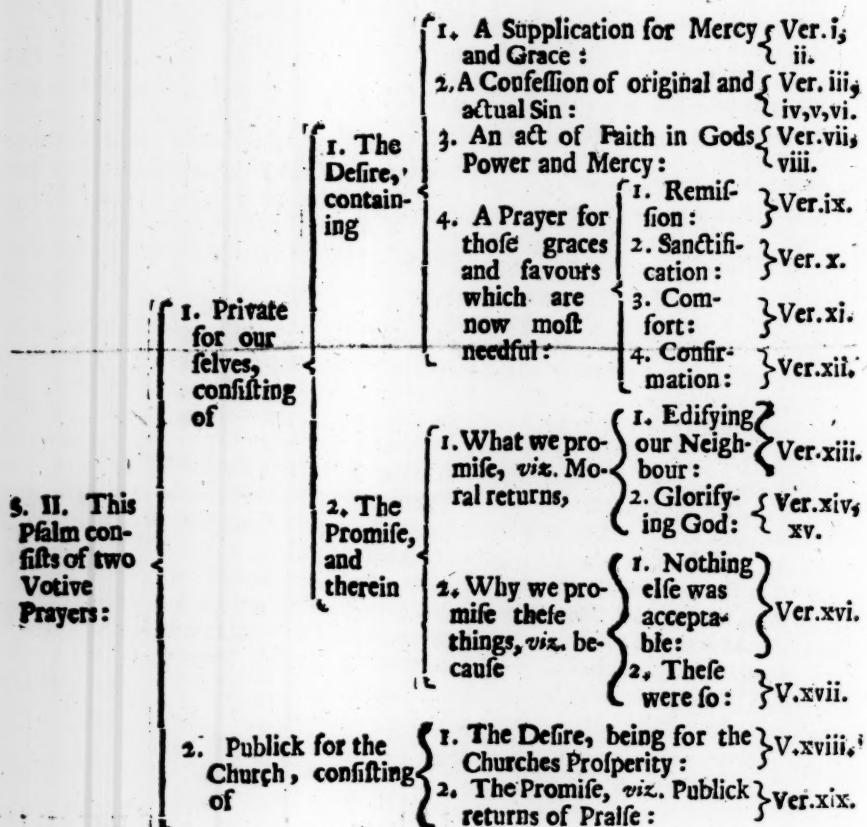 §. II. This
Pſalm con-
ſiſts of two
Votive
Prayers:
1. Private
for our
ſelves,
conſiſting
of
1. The
Deſire,
contain-
ing
1. A Supplication for Mercy
and Grace:
Ver. i,
ii.
2. A Confeſſion of original and
actual Sin:
Ver. iii,
iv, v, vi.
3. An act of Faith in Gods
Power and Mercy:
Ver. vii,
viii.
4. A Prayer for
thoſe graces
and favours
which are
now moſt
needful:
1. Remiſ-
ſion:
Ver. ix.
2. Sanctifi-
cation:
Ver. x.
3. Com-
fort:
Ver. xi.
4. Confir-
mation:
Ver. xii.
2. The
Promiſe,
and
therein
1. What we pro-
miſe, viz. Mo-
ral returns,
1. Edifying
our Neigh-
bour:
Ver. xiii.
2. Glorify-
ing God:
Ver. xiv,
xv.
2. Why we pro-
miſe theſe
things, viz. be-
cauſe
1. Nothing
elſe was
accepta-
ble:
Ver. xvi.
2. Theſe
were ſo:
V. xvii.
2. Publick for the
Church, conſiſting
of
1. The Deſire, being for the
Churches Proſperity:
V. xviii.
2. The Promiſe, viz. Publick
returns of Praiſe:
Ver. xix.